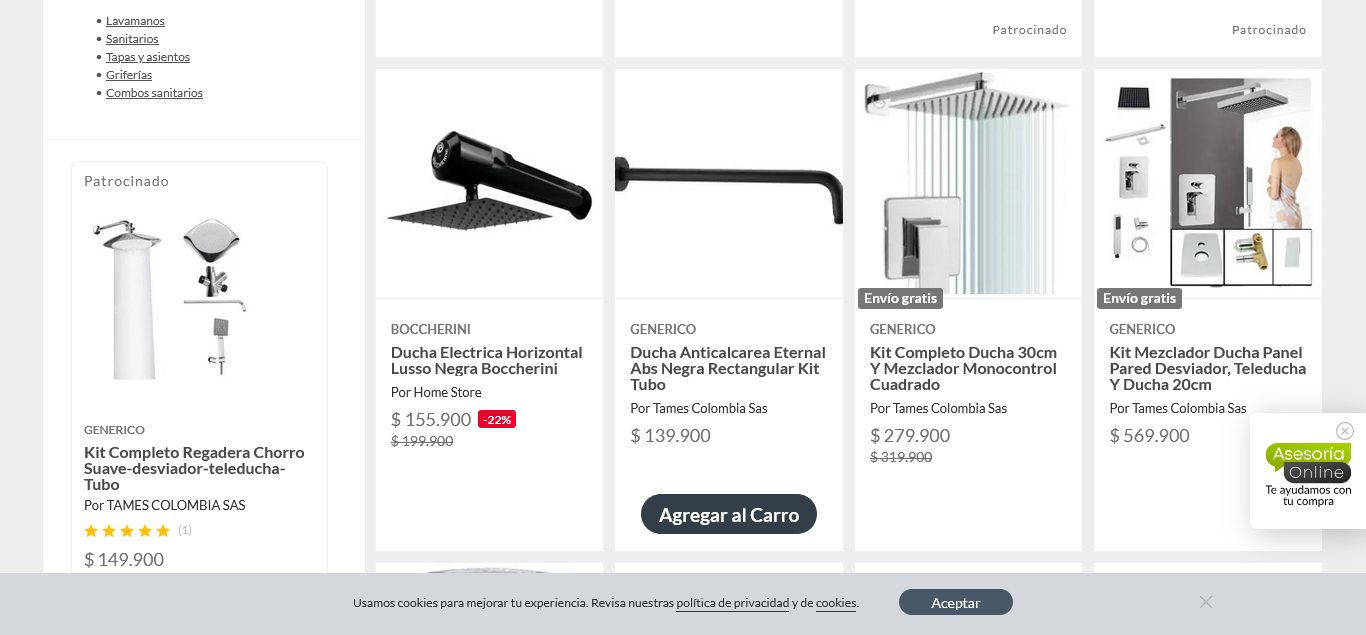 Lavamanos
Sanitarios
Tapas y asientos
Griferías
Combos sanitarios
Patrocinado
GENERICO
Kit Completo Regadera Chorro
Suave-desviador-teleducha-
Tubo
Por TAMES COLOMBIA SAS
(1)
$ 149.900
BOCCHERINI
Ducha Electrica Horizontal
Lusso Negra Boccherini
Por Home Store
$ 155.900 -22%
$ 199.900
GENERICO
Ducha Anticalcarea Eternal
Abs Negra Rectangular Kit
Tubo
Por Tames Colombia Sas
$ 139.900
Agregar al Carro
Patrocinado
Envío gratis
GENERICO
Kit Completo Ducha 30cm
Y Mezclador Monocontrol
Cuadrado
Por Tames Colombia Sas
$ 279.900
$ 319.900
Patrocinado
Envío gratis
GENERICO
Kit Mezclador Ducha Panel
Pared Desviador, Teleducha
Y Ducha 20cm
Por Tames Colombia Sas
$ 569.900
Asesoría
Online
Te ayudamos con
tu compra
Usamos cookies para mejorar tu experiencia. Revisa nuestras política de privacidad y de cookies.
Aceptar